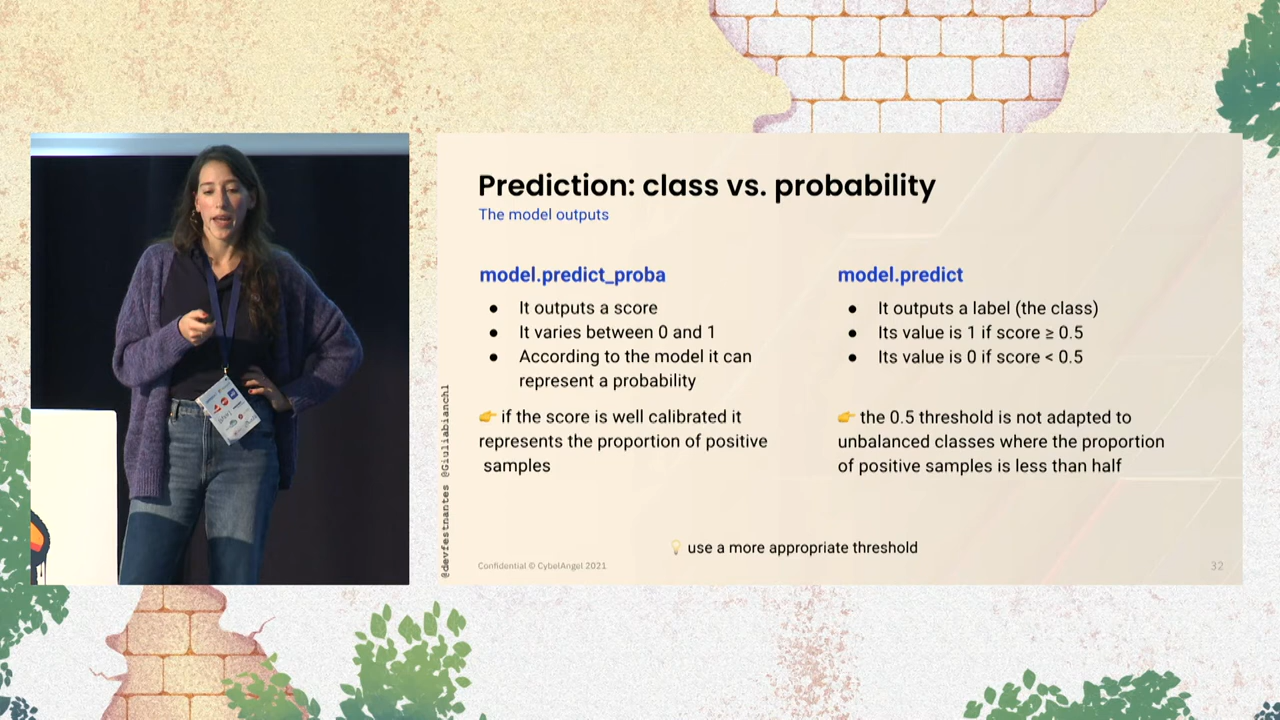 Prediction: class vs. probability
The model outputs
model.predict_proba
● It outputs a score
● It varies between 0 and 1
● According to the model it can
represent a probability
👉 if the score is well calibrated it
represents the proportion of positive
samples
model.predict
● It outputs a label (the class)
● Its value is 1 if score ≥ 0.5
● Its value is 0 if score < 0.5
👉 the 0.5 threshold is not adapted to
unbalanced classes where the proportion
of positive samples is less than half
💡 use a more appropriate threshold
Confidential © CybelAngel 2021
32
@devfestnantes @Giuliabianchl